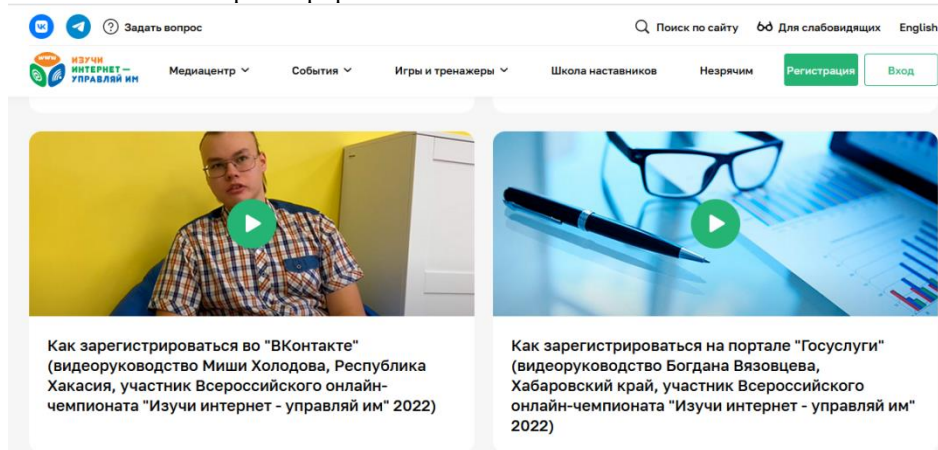 Задать вопрос
Поиск по сайту
Для слабовидящих
English
www
ИЗУЧИ
ИНТЕРНЕТ –
УПРАВЛЯЙ ИМ
Медиацентр
События
Игры и тренажеры
Школа наставников
Незрячим
Регистрация
Вход
Как зарегистрироваться во "ВКонтакте"
(видеоруководство Миши Холодова, Республика
Хакасия, участник Всероссийского онлайн-
чемпионата "Изучи интернет - управляй им" 2022)
Как зарегистрироваться на портале "Госуслуги"
(видеоруководство Богдана Вязовцева,
Хабаровский край, участник Всероссийского
онлайн-чемпионата "Изучи интернет - управляй им"
2022)